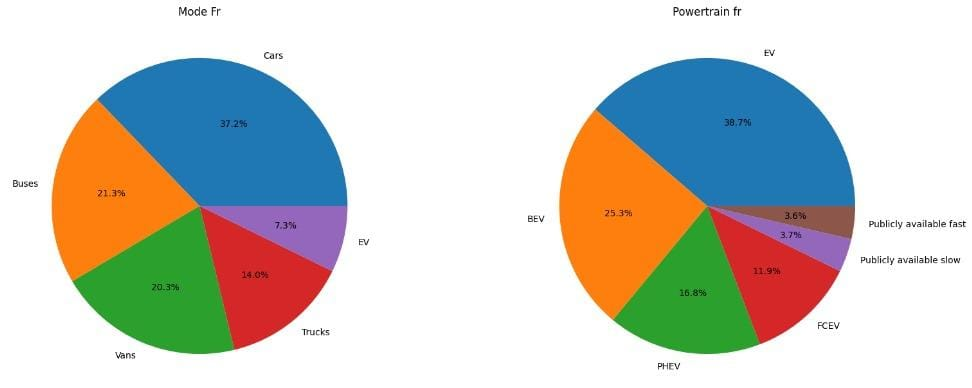 Mode Fr
Cars
37.2%
Buses
21.3%
Vans
20.3%
Trucks
14.0%
EV
7.3%
Powertrain fr
EV
38.7%
BEV
25.3%
PHEV
16.8%
FCEV
11.9%
Publicly available slow
3.7%
Publicly available fast
3.6%